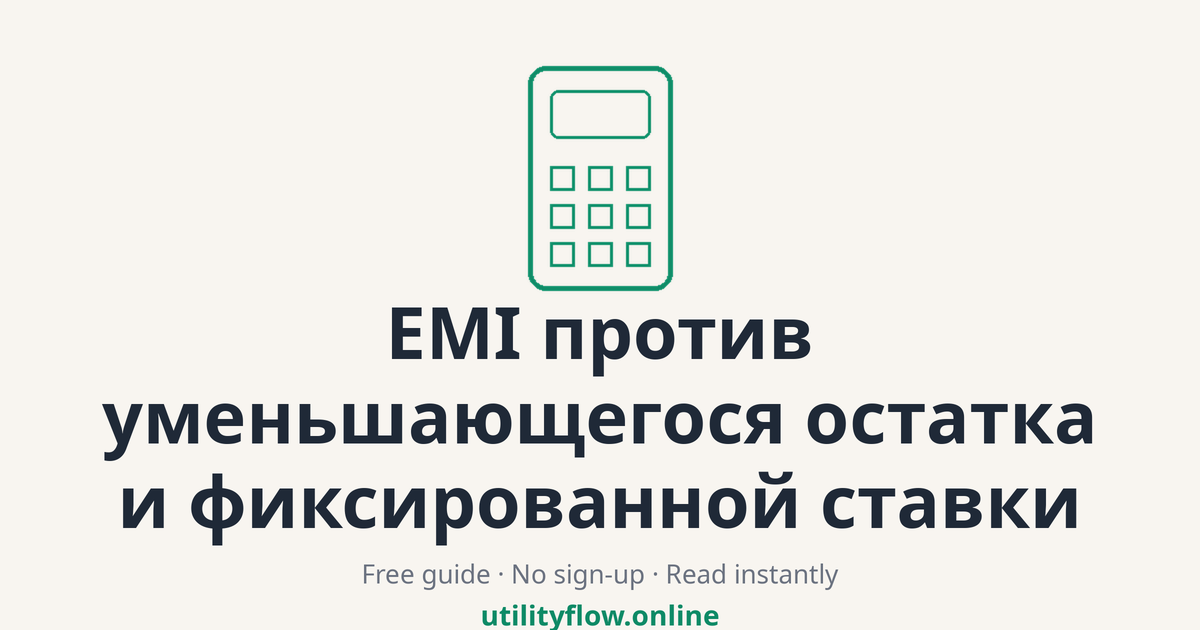 EMI против
уменьшающегося остатка
и фиксированной ставки
Free guide · No sign-up · Read instantly
utilityflow.online